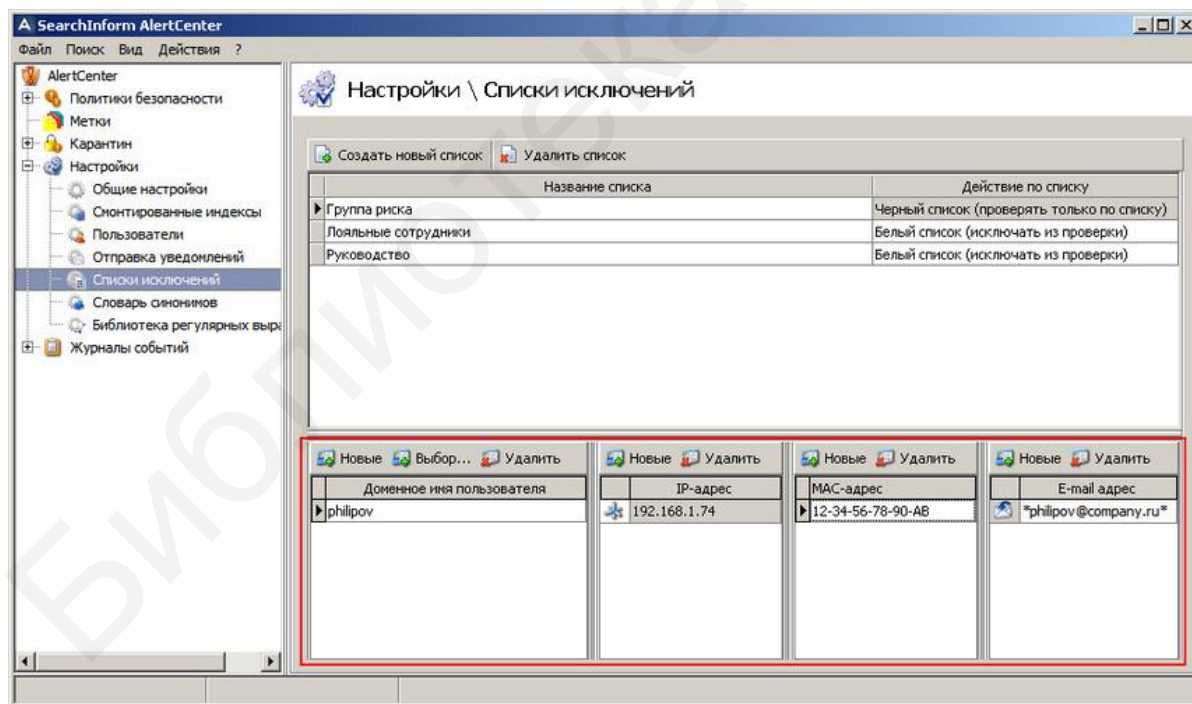 SearchInform AlertCenter
Файл Поиск Вид Действия ?
AlertCenter
Политики безопасности
Метки
Карантин
Настройки
Общие настройки
Смонтированные индексы
Пользователи
Отправка уведомлений
Списки исключений
Словарь синонимов
Библиотека регулярных выра
Журналы событий
Настройки \ Списки исключений
Создать новый список Удалить список
Название списка Действие по списку
Группа риска Черный список (проверять только по списку)
Лояльные сотрудники Белый список (исключать из проверки)
Руководство Белый список (исключать из проверки)
Новые Выбор... Удалить Новые Удалить Новые Удалить Новые Удалить
Доменное имя пользователя IP-адрес MAC-адрес E-mail адрес
philipov 192.168.1.74 12-34-56-78-90-AB *philipov@company.ru*
Библиотека